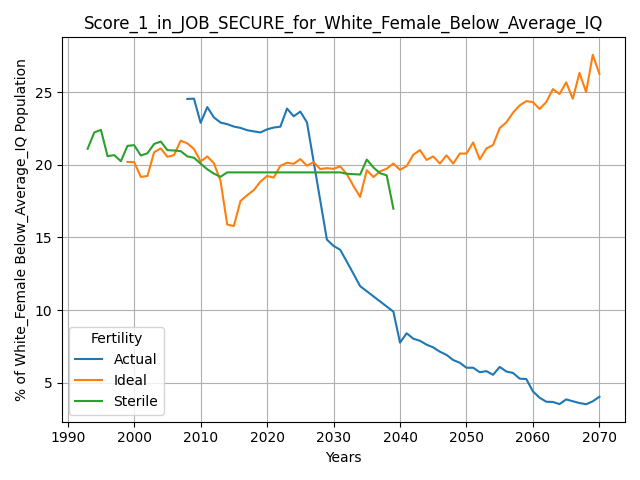 Score_1_in_JOB_SECURE_for_White_Female_Below_Average_IQ
% of White_Female Below_Average_IQ Population
25
20
15
10
5
Fertility
Actual
Ideal
Sterile
1990 2000 2010 2020 2030 2040 2050 2060 2070
Years